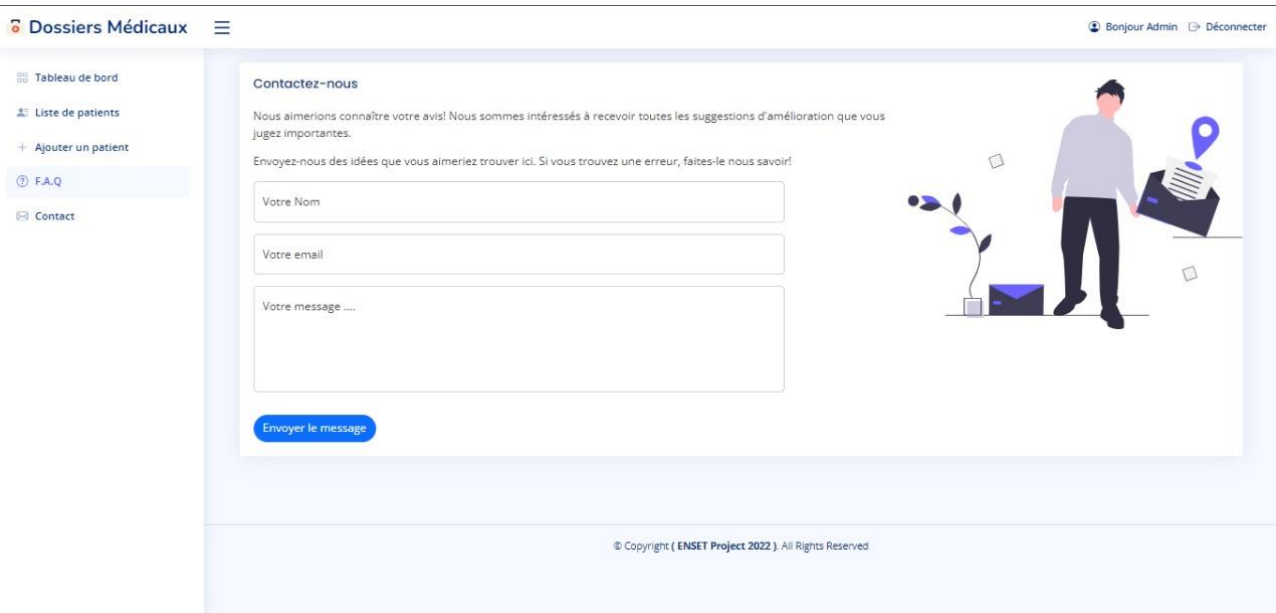 Dossiers Médicaux
Bonjour Admin
Déconnecter
Tableau de bord
Liste de patients
Ajouter un patient
F.A.Q
Contact
Contactez-nous
Nous aimerions connaître votre avis! Nous sommes intéressés à recevoir toutes les suggestions d'amélioration que vous
jugez importantes.
Envoyez-nous des idées que vous aimeriez trouver ici. Si vous trouvez une erreur, faites-le nous savoir!
Votre Nom
Votre email
Votre message ....
Envoyer le message
© Copyright ( ENSET Project 2022 ). All Rights Reserved